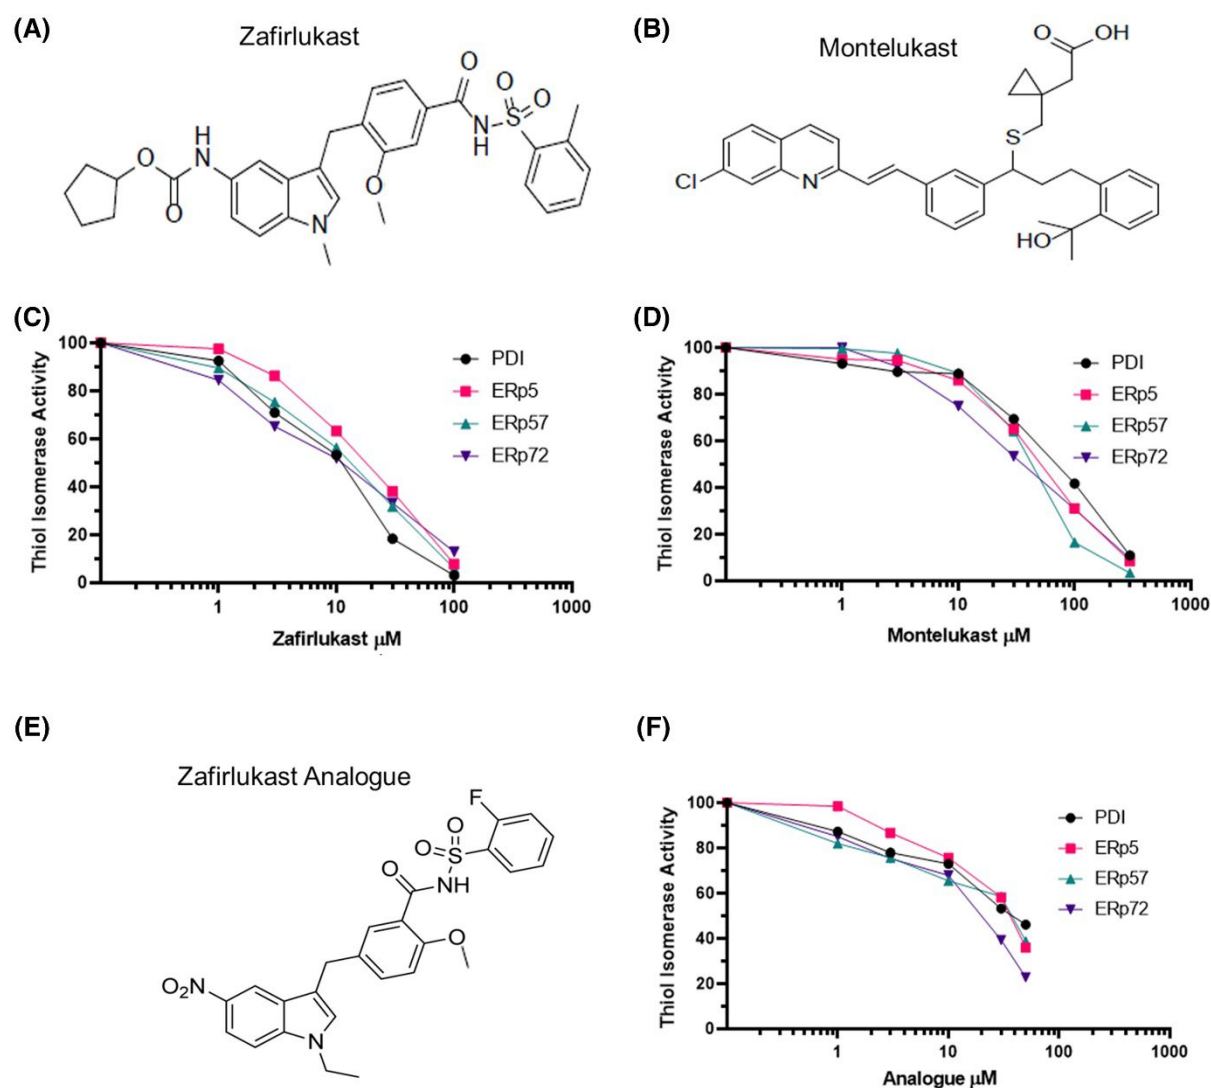 (A)
Zafirlukast
O
N
H
O
O
N
O
O
N
H
S
O
O
(B)
Montelukast
O
OH
S
Cl
N
HO
(C)
100
80
60
40
20
0
1
10
100
1000
Thiol Isomerase Activity
Zafirlukast μM
PDI
ERp5
ERp57
ERp72
(D)
100
80
60
40
20
0
1
10
100
1000
Thiol Isomerase Activity
Montelukast μM
PDI
ERp5
ERp57
ERp72
(E)
Zafirlukast Analogue
F
O
O
S
O
NH
O
O2N
N
(F)
100
80
60
40
20
0
1
10
100
1000
Thiol Isomerase Activity
Analogue μM
PDI
ERp5
ERp57
ERp72